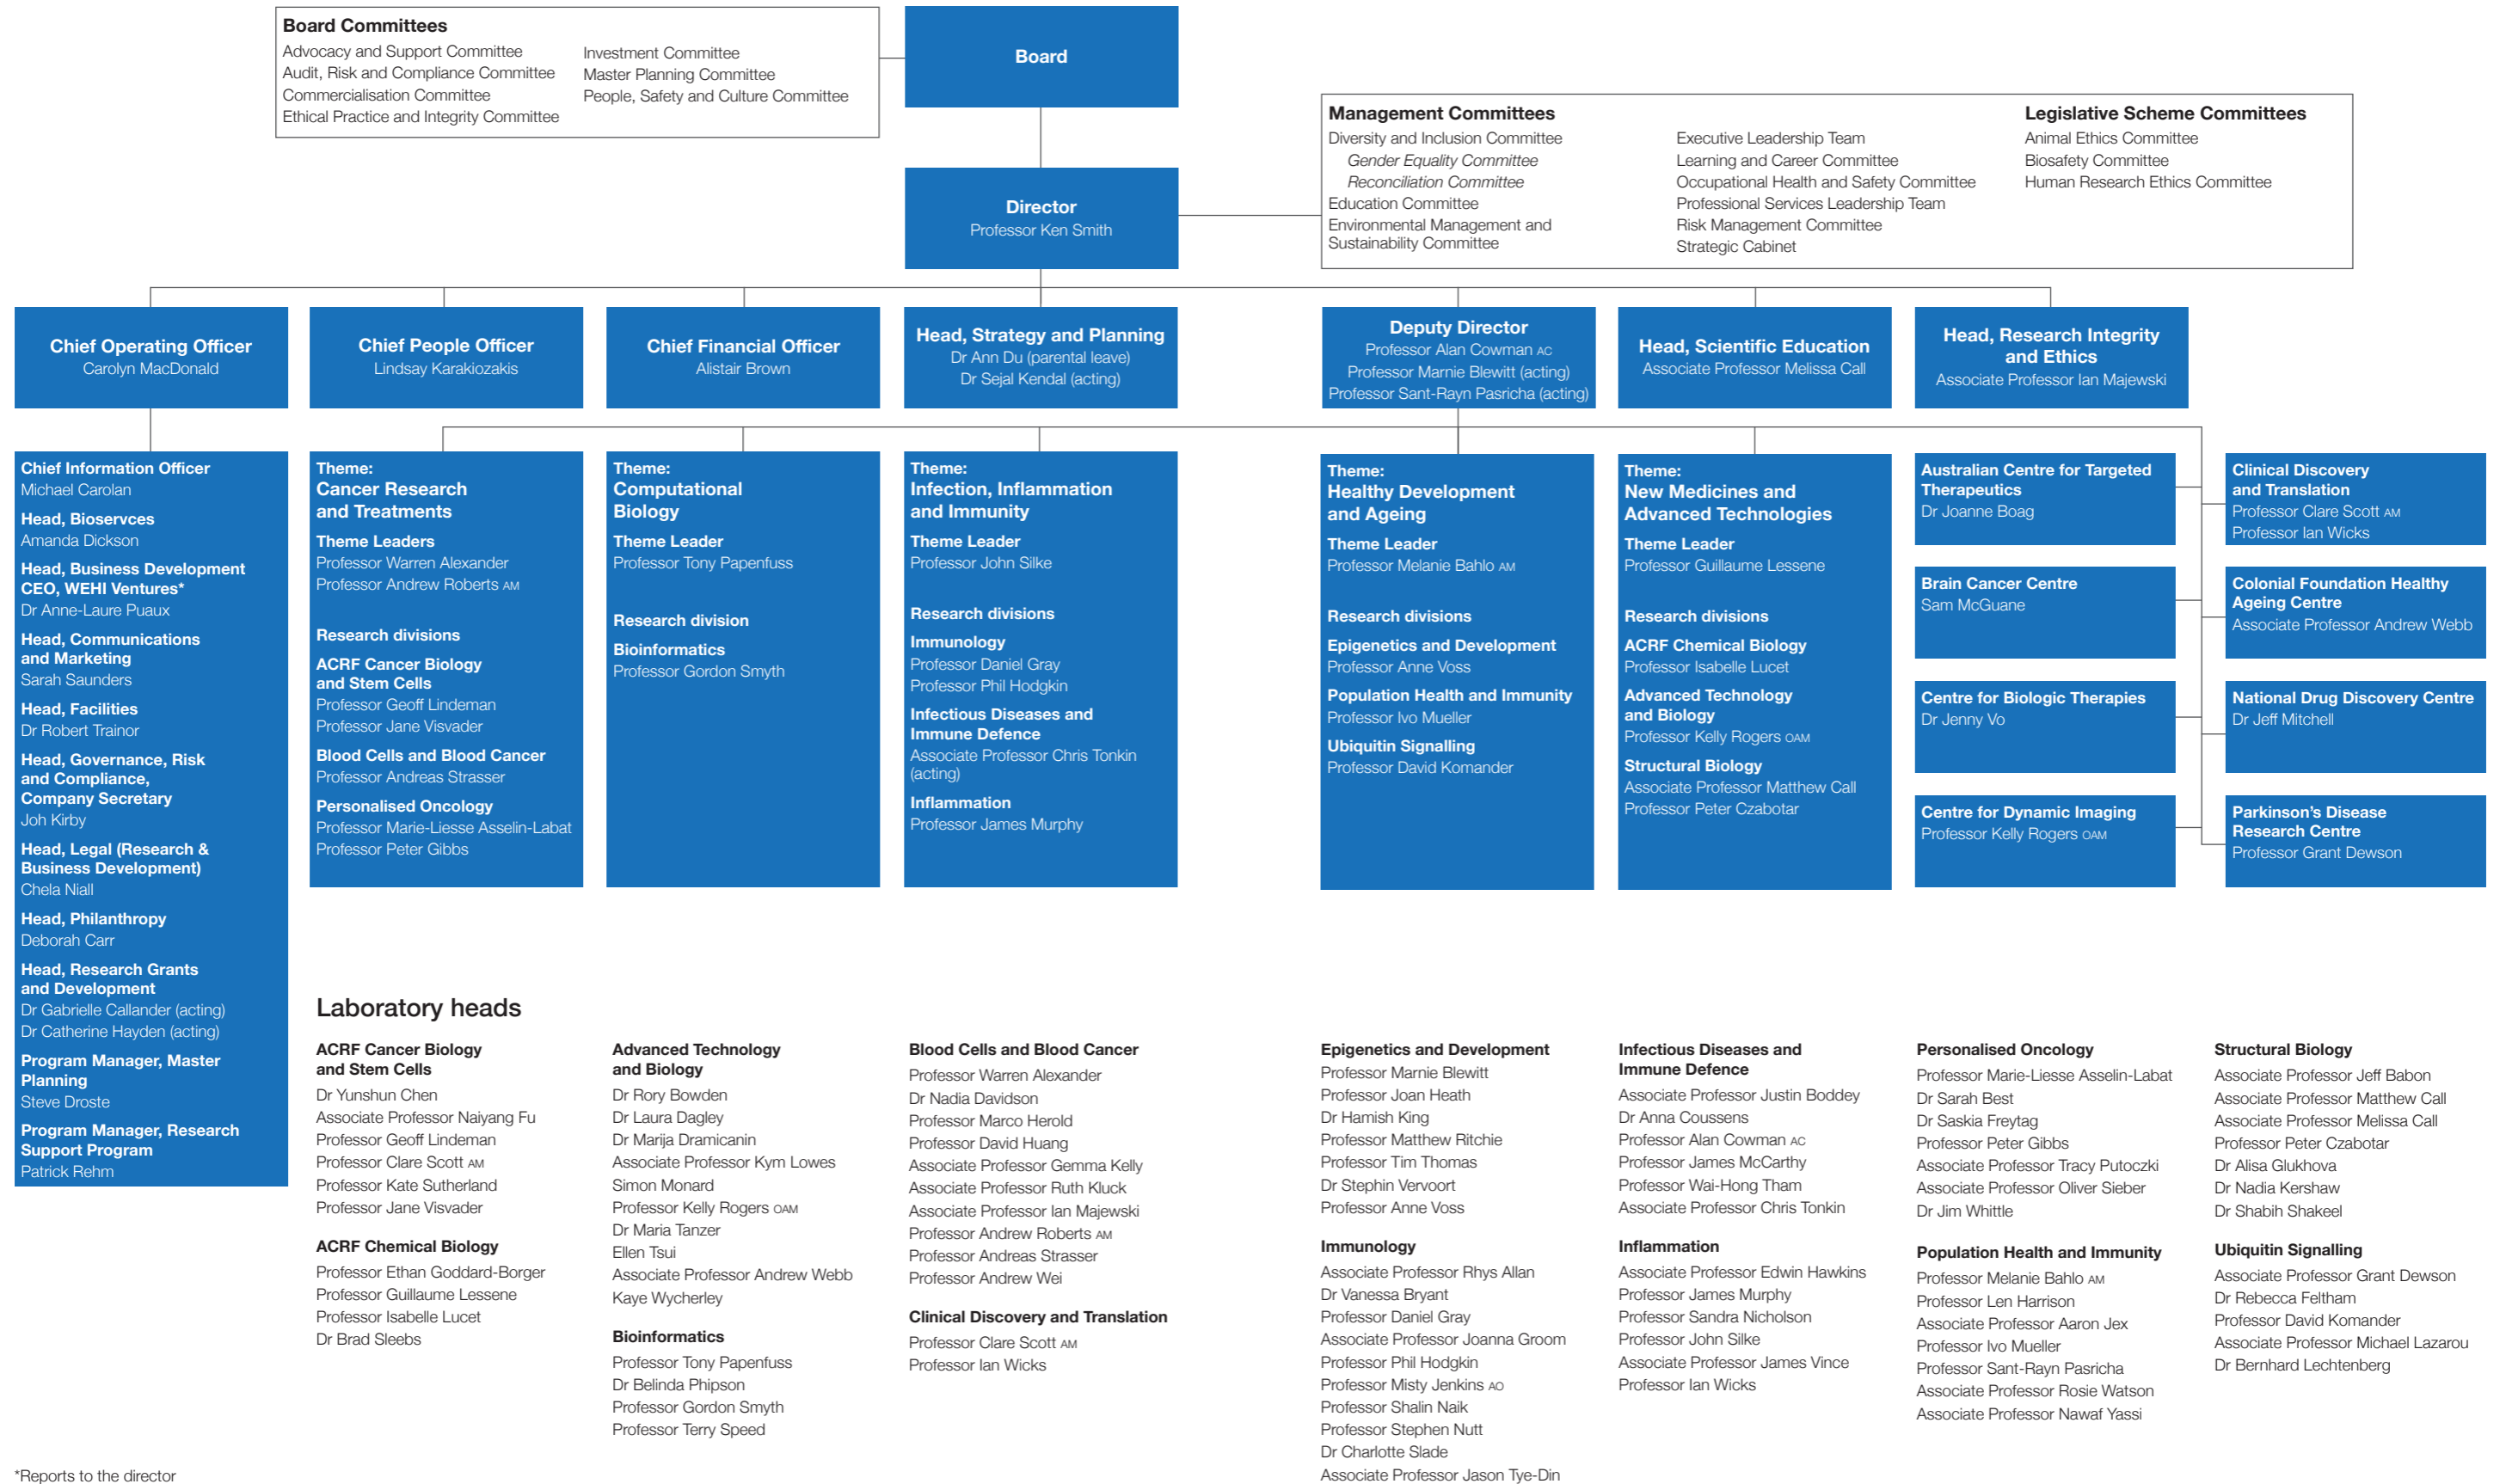 Board Committees
Advocacy and Support Committee
Audit, Risk and Compliance Committee
Commercialisation Committee
Ethical Practice and Integrity Committee
Investment Committee
Master Planning Committee
People, Safety and Culture Committee
Board
Management Committees
Diversity and Inclusion Committee
Gender Equality Committee
Reconciliation Committee
Education Committee
Environmental Management and
Sustainability Committee
Executive Leadership Team
Learning and Career Committee
Occupational Health and Safety Committee
Professional Services Leadership Team
Risk Management Committee
Strategic Cabinet
Legislative Scheme Committees
Animal Ethics Committee
Biosafety Committee
Human Research Ethics Committee
Director
Professor Ken Smith
Chief Operating Officer
Carolyn MacDonald
Chief People Officer
Lindsay Karakiozakis
Chief Financial Officer
Alistair Brown
Head, Strategy and Planning
Dr Ann Du (parental leave)
Dr Sejal Kendal (acting)
Deputy Director
Professor Alan Cowman AC
Professor Marnie Blewitt (acting)
Professor Sant-Rayn Pasricha (acting)
Head, Scientific Education
Associate Professor Melissa Call
Head, Research Integrity
and Ethics
Associate Professor Ian Majewski
Chief Information Officer
Michael Carolan
Head, Bioservces
Amanda Dickson
Head, Business Development
CEO, WEHI Ventures*
Dr Anne-Laure Puaux
Head, Communications
and Marketing
Sarah Saunders
Head, Facilities
Dr Robert Trainor
Head, Governance, Risk
and Compliance,
Company Secretary
Joh Kirby
Head, Legal (Research &
Business Development)
Chela Niall
Head, Philanthropy
Deborah Carr
Head, Research Grants
and Development
Dr Gabrielle Callander (acting)
Dr Catherine Hayden (acting)
Program Manager, Master
Planning
Steve Droste
Program Manager, Research
Support Program
Patrick Rehm
Theme:
Cancer Research
and Treatments
Theme Leaders
Professor Warren Alexander
Professor Andrew Roberts AM
Research divisions
ACRF Cancer Biology
and Stem Cells
Professor Geoff Lindeman
Professor Jane Visvader
Blood Cells and Blood Cancer
Professor Andreas Strasser
Personalised Oncology
Professor Marie-Liesse Asselin-Labat
Professor Peter Gibbs
Theme:
Computational
Biology
Theme Leader
Professor Tony Papenfuss
Research division
Bioinformatics
Professor Gordon Smyth
Theme:
Infection, Inflammation
and Immunity
Theme Leader
Professor John Silke
Research divisions
Immunology
Professor Daniel Gray
Professor Phil Hodgkin
Infectious Diseases and
Immune Defence
Associate Professor Chris Tonkin
(acting)
Inflammation
Professor James Murphy
Theme:
Healthy Development
and Ageing
Theme Leader
Professor Melanie Bahlo AM
Research divisions
Epigenetics and Development
Professor Anne Voss
Population Health and Immunity
Professor Ivo Mueller
Ubiquitin Signalling
Professor David Komander
Theme:
New Medicines and
Advanced Technologies
Theme Leader
Professor Guillaume Lessene
Research divisions
ACRF Chemical Biology
Professor Isabelle Lucet
Advanced Technology
and Biology
Professor Kelly Rogers OAM
Structural Biology
Associate Professor Matthew Call
Professor Peter Czabotar
Australian Centre for Targeted
Therapeutics
Dr Joanne Boag
Brain Cancer Centre
Sam McGuane
Centre for Biologic Therapies
Dr Jenny Vo
Centre for Dynamic Imaging
Professor Kelly Rogers OAM
Clinical Discovery
and Translation
Professor Clare Scott AM
Professor Ian Wicks
Colonial Foundation Healthy
Ageing Centre
Associate Professor Andrew Webb
National Drug Discovery Centre
Dr Jeff Mitchell
Parkinson's Disease
Research Centre
Professor Grant Dewson
Laboratory heads
ACRF Cancer Biology
and Stem Cells
Dr Yunshun Chen
Associate Professor Naiyang Fu
Professor Geoff Lindeman
Professor Clare Scott AM
Professor Kate Sutherland
Professor Jane Visvader
ACRF Chemical Biology
Professor Ethan Goddard-Borger
Professor Guillaume Lessene
Professor Isabelle Lucet
Dr Brad Sleebs
Advanced Technology
and Biology
Dr Rory Bowden
Dr Laura Dagley
Dr Marija Dramicanin
Associate Professor Kym Lowes
Simon Monard
Professor Kelly Rogers OAM
Dr Maria Tanzer
Ellen Tsui
Associate Professor Andrew Webb
Kaye Wycherley
Bioinformatics
Professor Tony Papenfuss
Dr Belinda Phipson
Professor Gordon Smyth
Professor Terry Speed
Blood Cells and Blood Cancer
Professor Warren Alexander
Dr Nadia Davidson
Professor Marco Herold
Professor David Huang
Associate Professor Gemma Kelly
Associate Professor Ruth Kluck
Associate Professor Ian Majewski
Professor Andrew Roberts AM
Professor Andreas Strasser
Professor Andrew Wei
Clinical Discovery and Translation
Professor Clare Scott AM
Professor Ian Wicks
Epigenetics and Development
Professor Marnie Blewitt
Professor Joan Heath
Dr Hamish King
Professor Matthew Ritchie
Professor Tim Thomas
Dr Stephin Vervoort
Professor Anne Voss
Immunology
Associate Professor Rhys Allan
Dr Vanessa Bryant
Professor Daniel Gray
Associate Professor Joanna Groom
Professor Phil Hodgkin
Professor Misty Jenkins AO
Professor Shalin Naik
Professor Stephen Nutt
Dr Charlotte Slade
Associate Professor Jason Tye-Din
Infectious Diseases and
Immune Defence
Associate Professor Justin Boddey
Dr Anna Coussens
Professor Alan Cowman AC
Professor James McCarthy
Professor Wai-Hong Tham
Associate Professor Chris Tonkin
Inflammation
Associate Professor Edwin Hawkins
Professor James Murphy
Professor Sandra Nicholson
Professor John Silke
Associate Professor James Vince
Professor Ian Wicks
Personalised Oncology
Professor Marie-Liesse Asselin-Labat
Dr Sarah Best
Dr Saskia Freytag
Professor Peter Gibbs
Associate Professor Tracy Putoczki
Associate Professor Oliver Sieber
Dr Jim Whittle
Population Health and Immunity
Professor Melanie Bahlo AM
Professor Len Harrison
Associate Professor Aaron Jex
Professor Ivo Mueller
Professor Sant-Rayn Pasricha
Associate Professor Rosie Watson
Associate Professor Nawaf Yassi
Structural Biology
Associate Professor Jeff Babon
Associate Professor Matthew Call
Associate Professor Melissa Call
Professor Peter Czabotar
Dr Alisa Glukhova
Dr Nadia Kershaw
Dr Shabih Shakeel
Ubiquitin Signalling
Associate Professor Grant Dewson
Dr Rebecca Feltham
Professor David Komander
Associate Professor Michael Lazarou
Dr Bernhard Lechtenberg
*Reports to the director